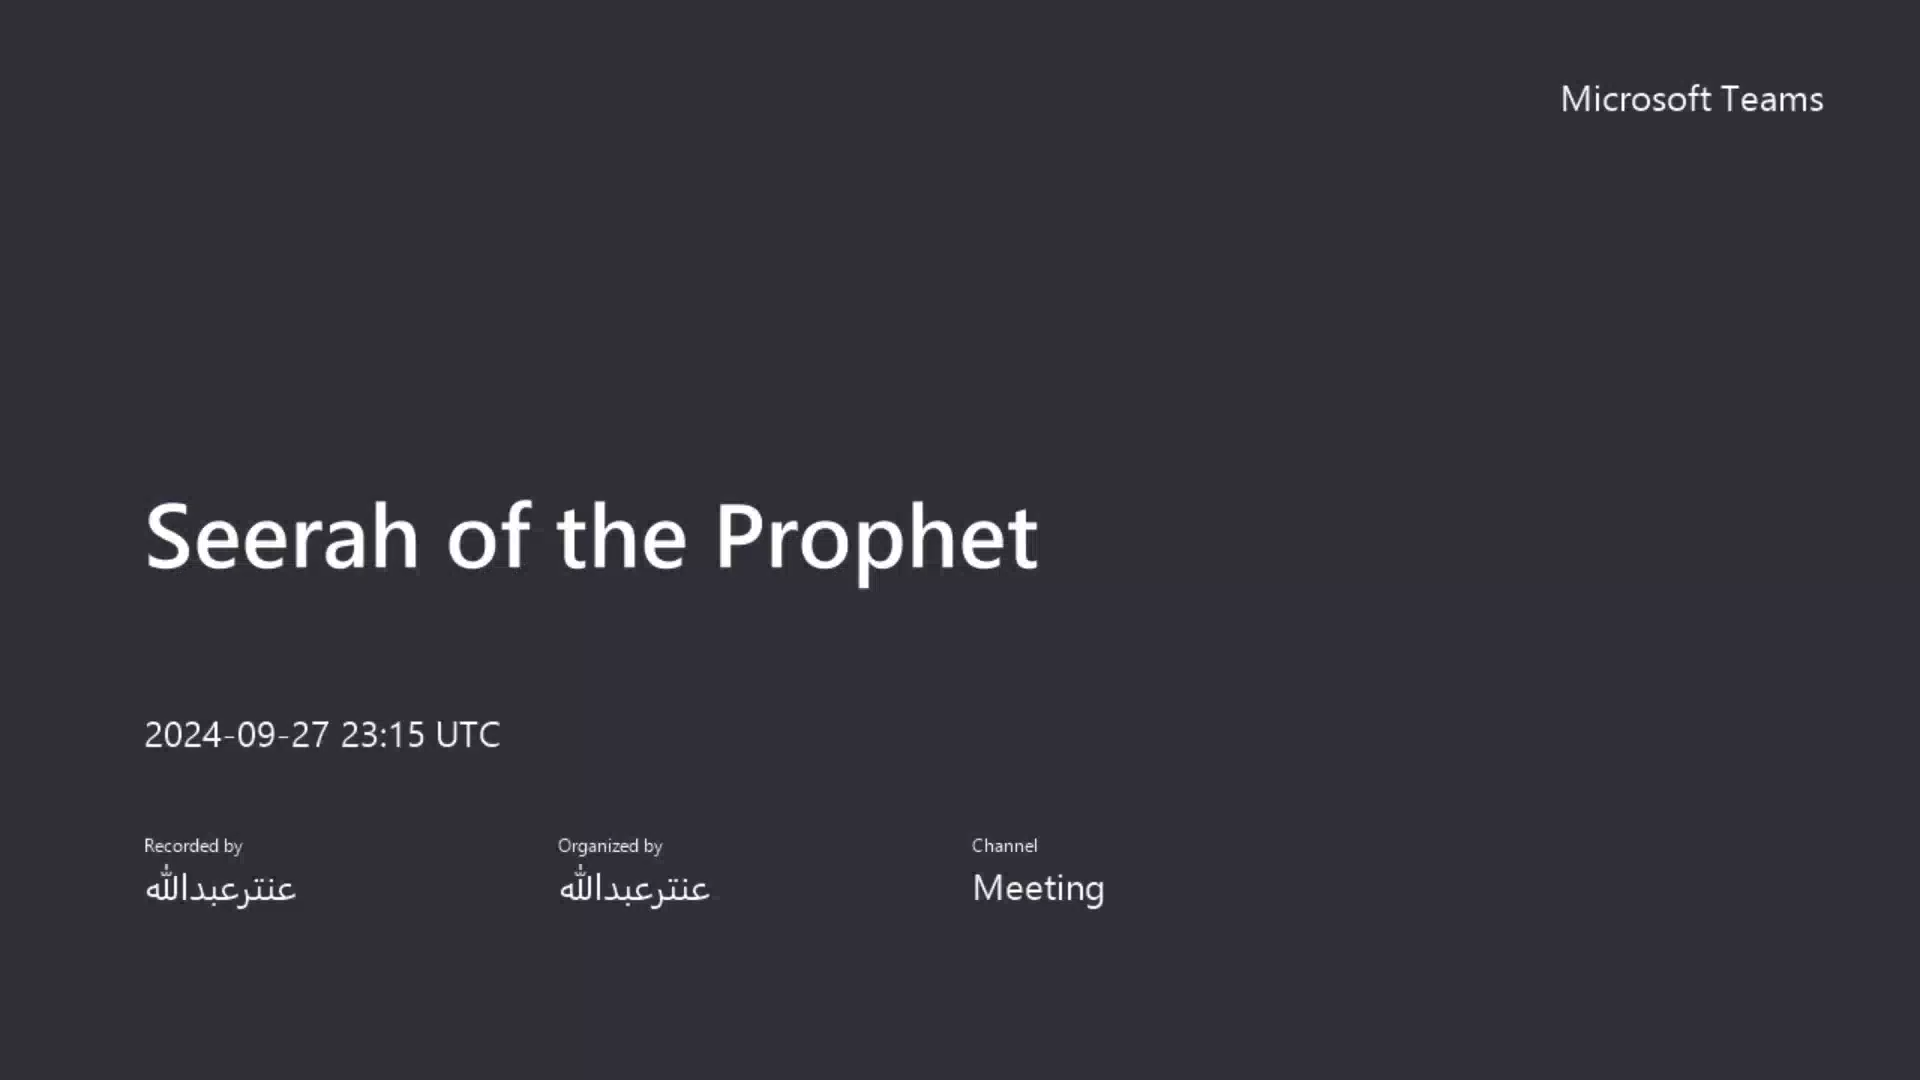 Microsoft Teams
Seerah of the Prophet
2024-09-27 23:15 UTC
Recorded by
عنترعبدالله
Organized by
عنترعبدالله
Channel
Meeting